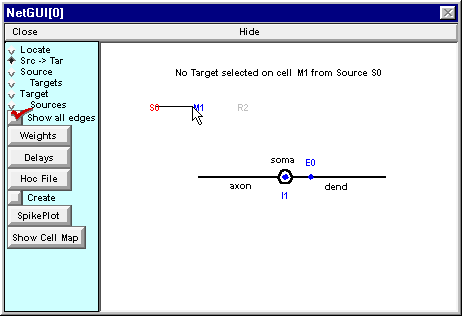 NetGUI[0]
Close Hide
Locate
Src -> Tar
Source
Targets
Target
Sources
Show all edges
Weights
Delays
Hoc File
Create
SpikePlot
Show Cell Map
No Target selected on cell M1 from Source S0
S0 M1 R2
soma E0
axon dend
I1